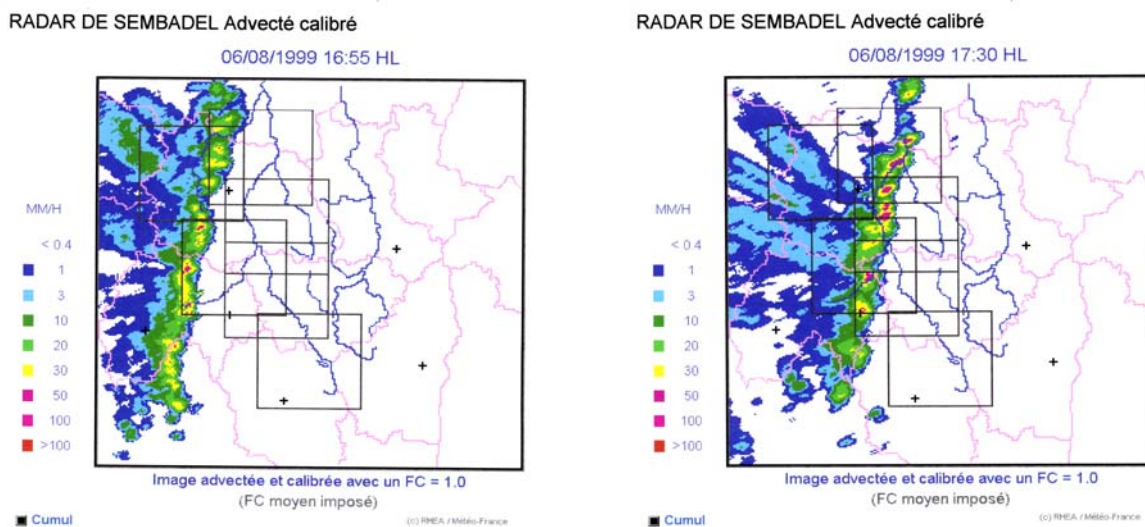 RADAR DE SEMBADEL Advecté calibré
06/08/1999 16:55 HL
MM/H
< 0.4
1
3
10
20
30
50
100
>100
Image advectée et calibrée avec un FC = 1.0
(FC moyen imposé)
Cumul
(c) RHEA / Météo-France
RADAR DE SEMBADEL Advecté calibré
06/08/1999 17:30 HL
MM/H
< 0.4
1
3
10
20
30
50
100
>100
Image advectée et calibrée avec un FC = 1.0
(FC moyen imposé)
Cumul
(c) RHEA / Météo-France